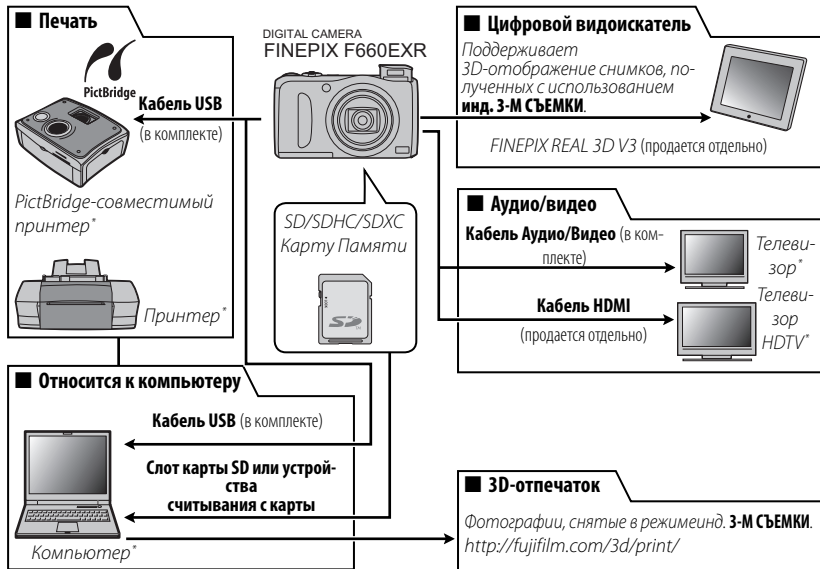 ■ Печать
PictBridge
Кабель USB
(в комплекте)
PictBridge-совместимый
принтер*
Принтер*
DIGITAL CAMERA
FINEPIX F660EXR
SD/SDHC/SDXC
Карту Памяти
SD
■ Цифровой видоискатель
Поддерживает
3D-отображение снимков, по-
лученных с использованием
инд. 3-М СЪЕМКИ.
FINEPIX REAL 3D V3 (продается отдельно)
■ Аудио/видео
Кабель Аудио/Видео (в ком-
плекте)
Телеви-
зор*
Кабель HDMI
(продается отдельно)
Телеви-
зор
HDTV*
■ Относится к компьютеру
Кабель USB (в комплекте)
Слот карты SD или устрой-
ства
считывания с карты
Компьютер*
■ 3D-отпечаток
Фотографии, снятые в режимеинд. 3-М СЪЕМКИ.
http://fujifilm.com/3d/print/